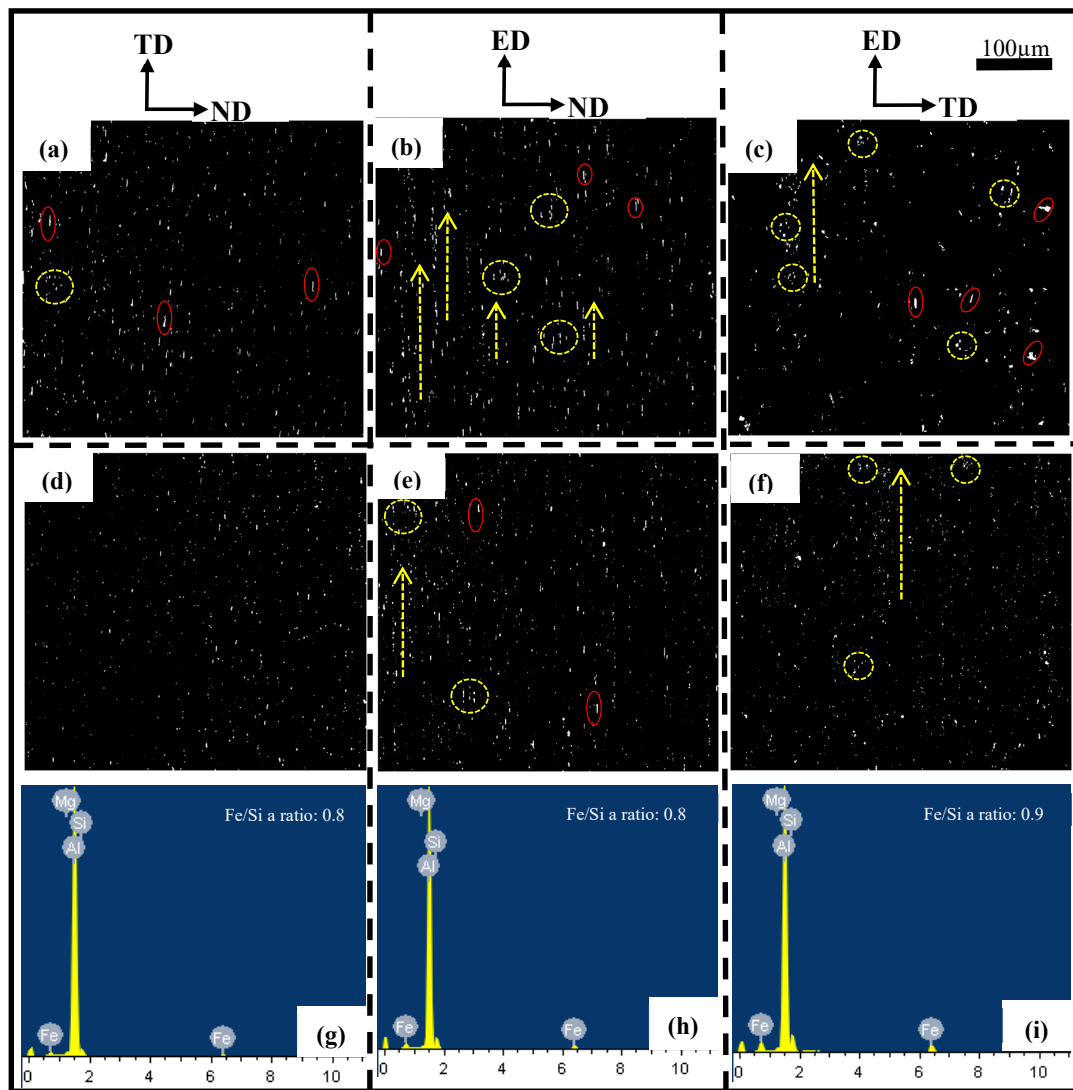 TD
ND
ED
ND
ED
TD
100µm
(a)
(b)
(c)
(d)
(e)
(f)
Mg
Si
Al
Fe
Fe
Fe/Si a ratio: 0.8
(g)
0 2 4 6 8 10
Mg
Si
Al
Fe
Fe
Fe/Si a ratio: 0.8
(h)
0 2 4 6 8 10
Mg
Si
Al
Fe
Fe
Fe/Si a ratio: 0.9
(i)
0 2 4 6 8 10